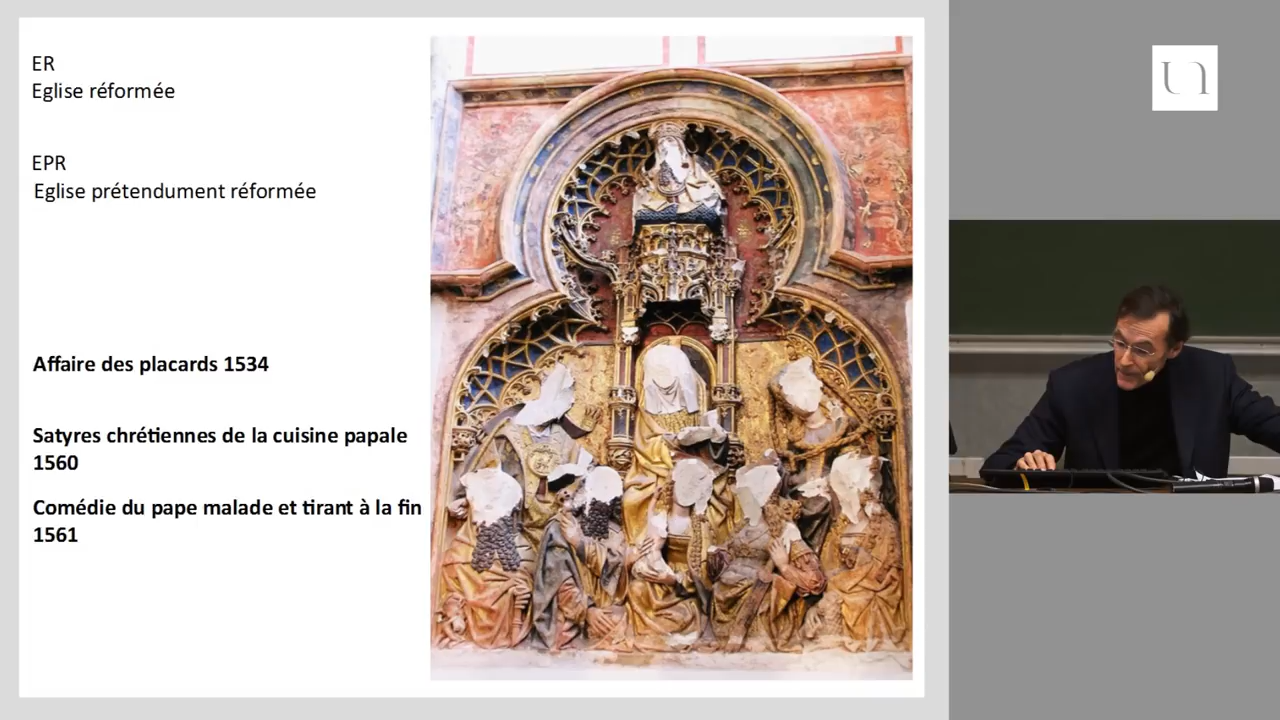 ER
Eglise réformée
EPR
Eglise prétendument réformée
Affaire des placards 1534
Satyres chrétiennes de la cuisine papale
1560
Comédie du pape malade et tirant à la fin
1561